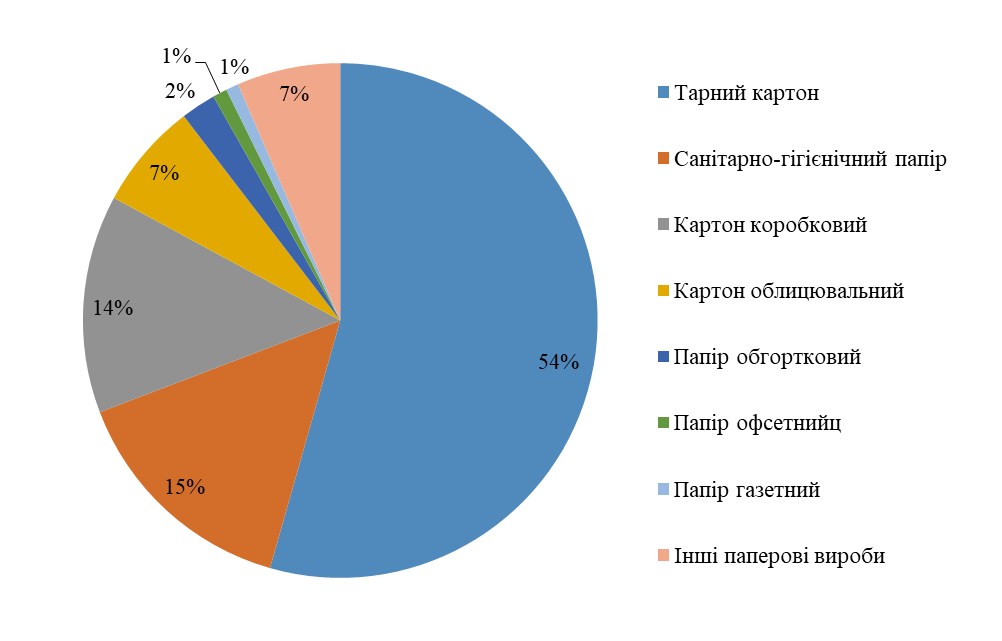 1%
1%
7%
2%
7%
14%
54%
15%
Тарний картон
Санітарно-гігієнічний папір
Картон коробковий
Картон облицювальний
Папір обгортковий
Папір офсетнийц
Папір газетний
Інші паперові вироби